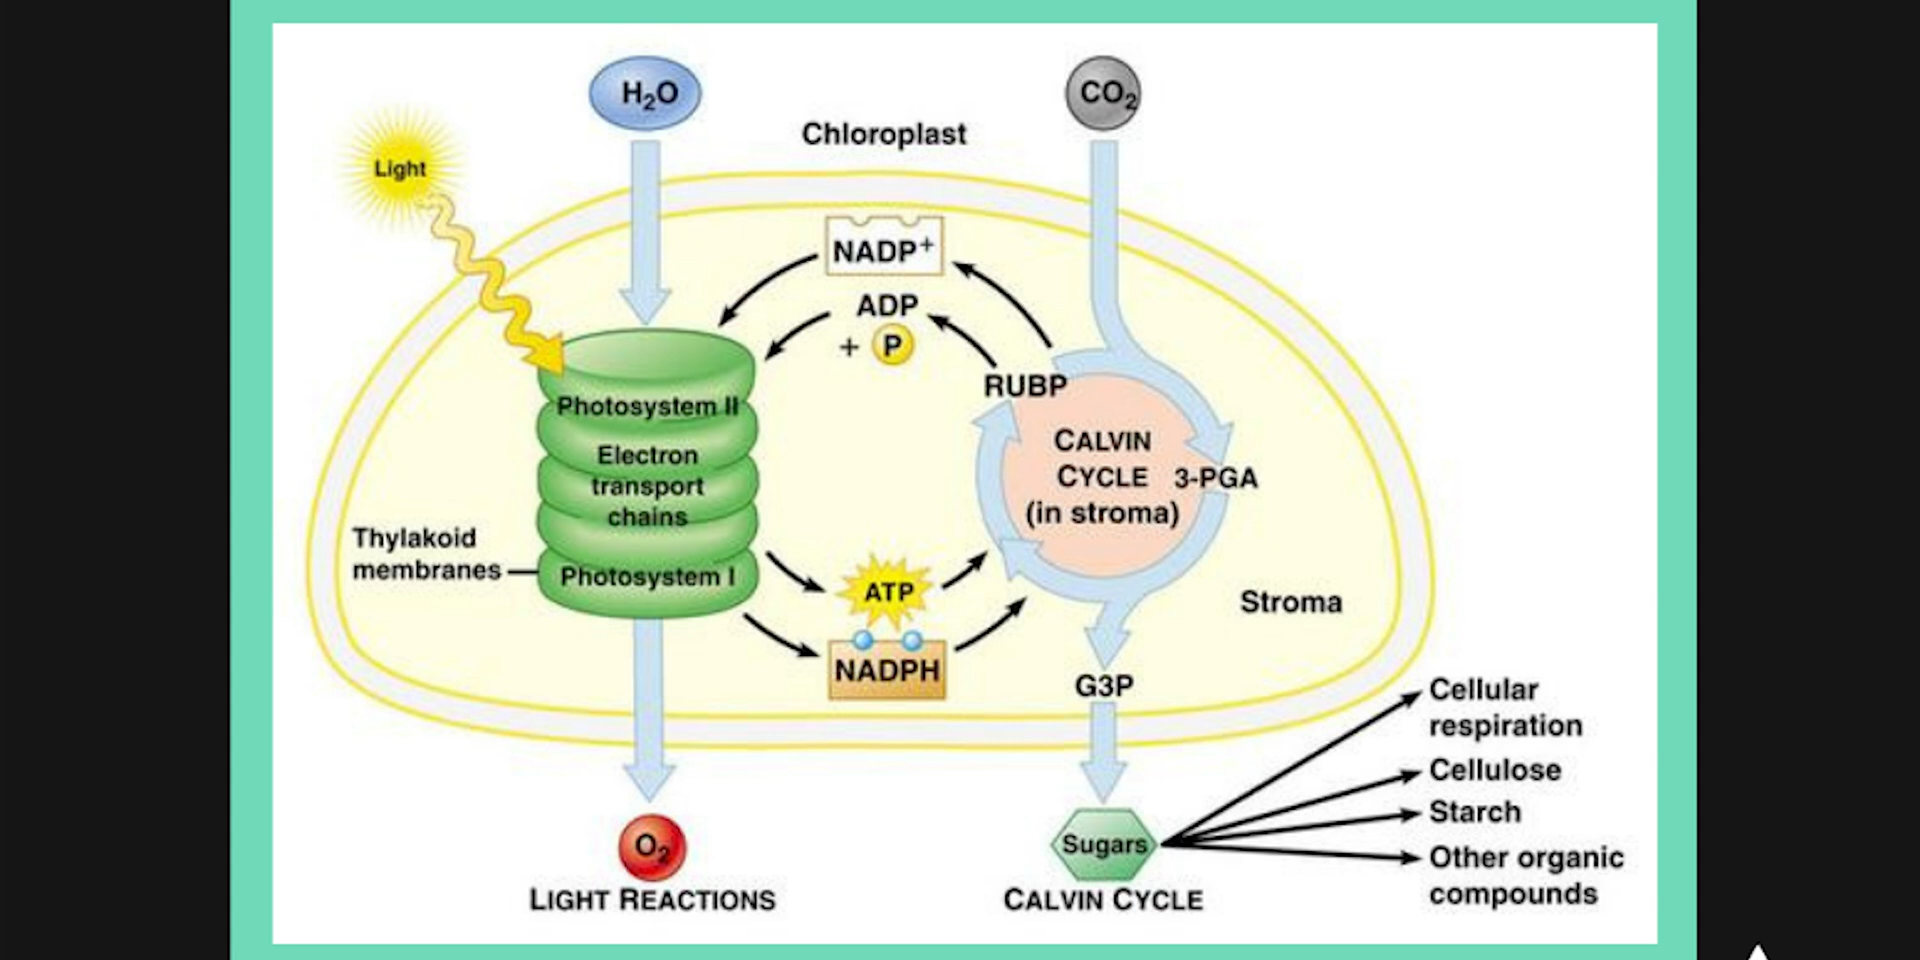 H₂O
CO₂
Chloroplast
Light
NADP⁺
ADP
+ P
RUBP
Photosystem II
Electron
transport
chains
Photosystem I
Thylakoid
membranes
CALVIN
CYCLE
(in stroma)
3-PGA
ATP
NADPH
Stroma
G3P
Cellular
respiration
Cellulose
Starch
Other organic
compounds
O₂
Sugars
LIGHT REACTIONS
CALVIN CYCLE